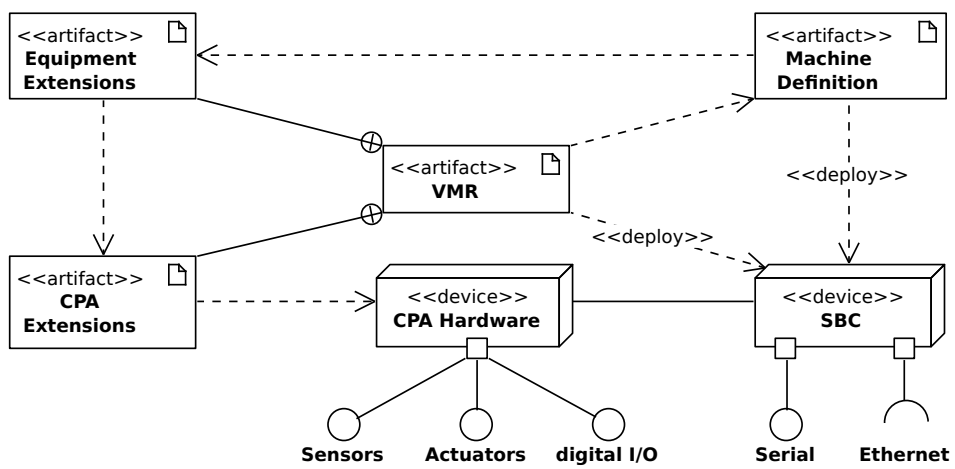 <<artifact>>
Equipment
Extensions
<<artifact>>
Machine
Definition
<<artifact>>
VMR
<<deploy>>
<<deploy>>
<<artifact>>
CPA
Extensions
<<device>>
CPA Hardware
<<device>>
SBC
Sensors
Actuators
digital I/O
Serial
Ethernet